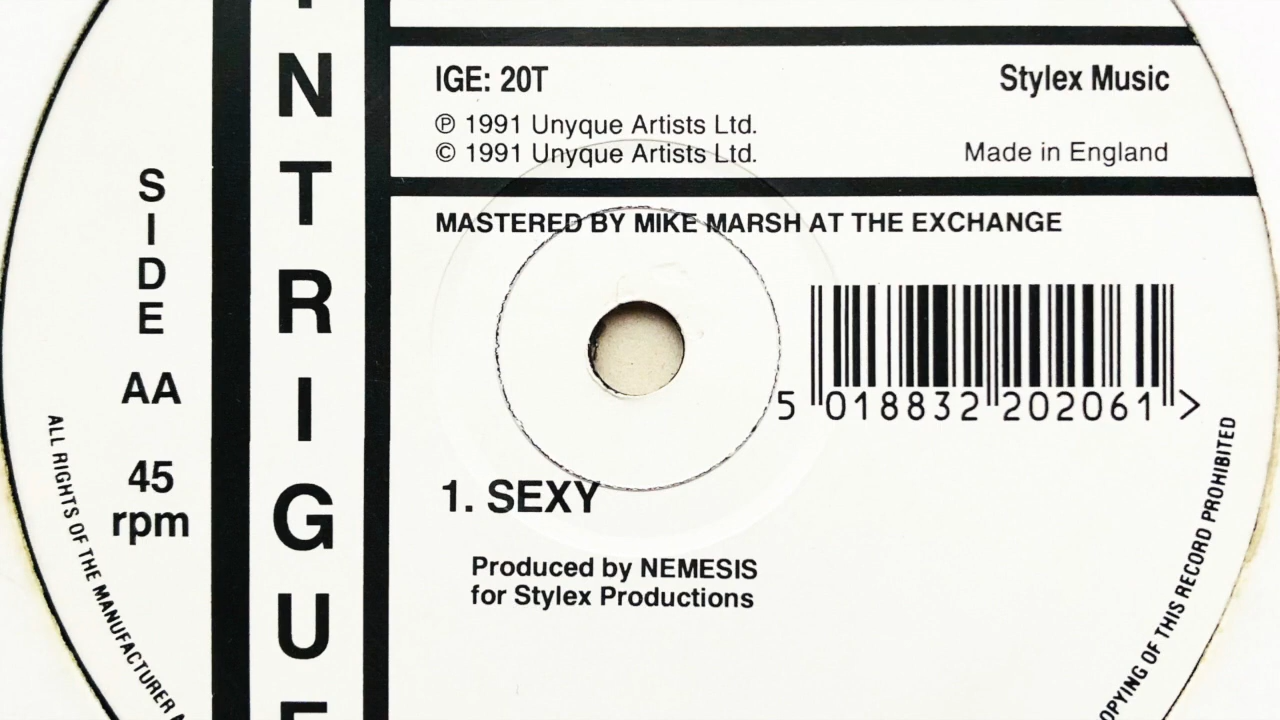 SIDE
AA
45
rpm
INTRIGUE
IGE: 20T
Stylex Music
℗ 1991 Unyque Artists Ltd.
© 1991 Unyque Artists Ltd.
Made in England
MASTERED BY MIKE MARSH AT THE EXCHANGE
5 018832 202061 >
1. SEXY
Produced by NEMESIS
for Stylex Productions
ALL RIGHTS OF THE MANUFACTURER
OF THIS RECORD PROHIBITED